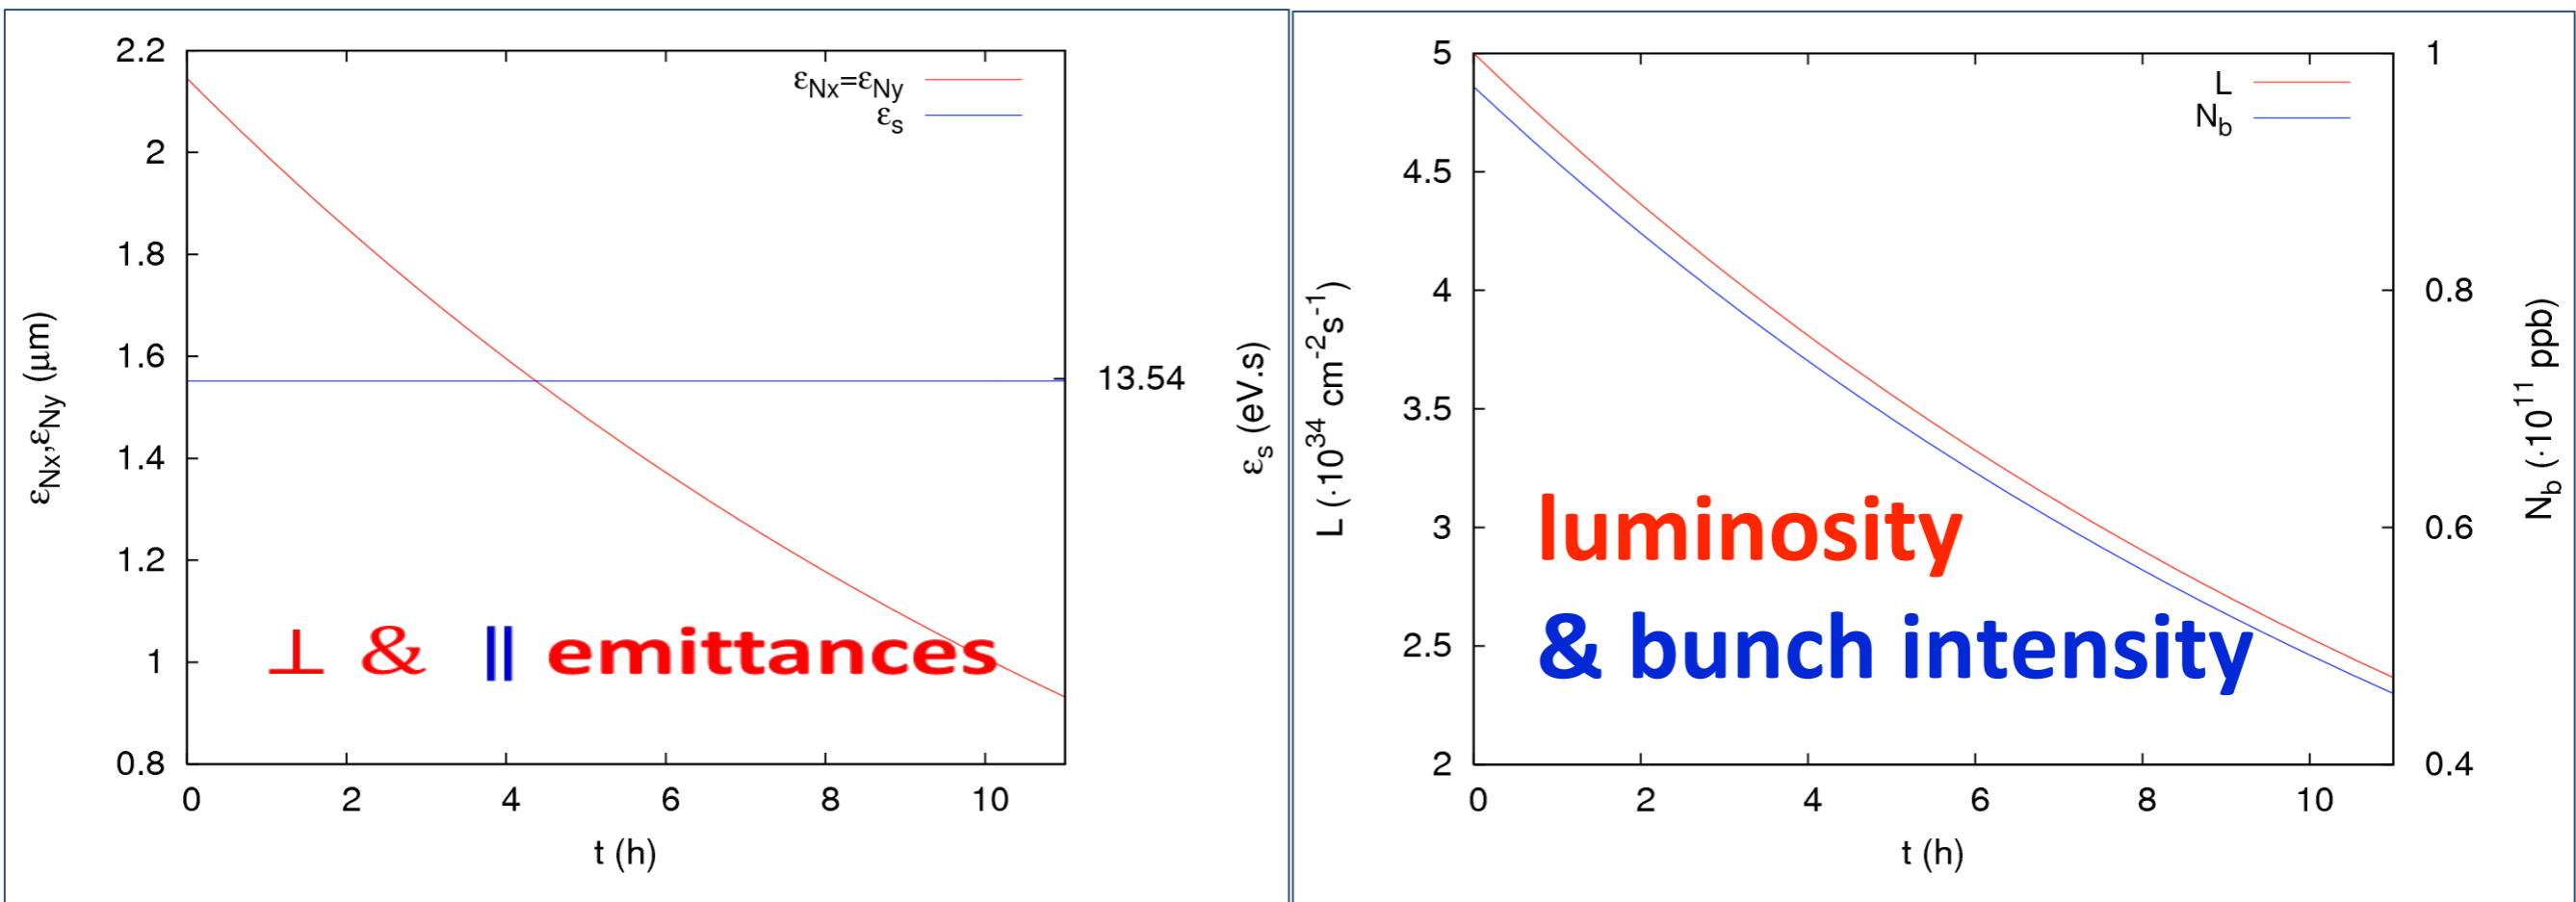 2.2
2
1.8
1.6
1.4
1.2
1
0.8
εNx,εNy (μm)
εNx=εNy
εs
13.54
εs (eV.s)
⊥ & || emittances
0 2 4 6 8 10
t (h)
5
4.5
4
3.5
3
2.5
2
L (·10³⁴ cm⁻²s⁻¹)
L
Nb
luminosity
& bunch intensity
1
0.8
0.6
0.4
Nb (·10¹¹ ppb)
0 2 4 6 8 10
t (h)